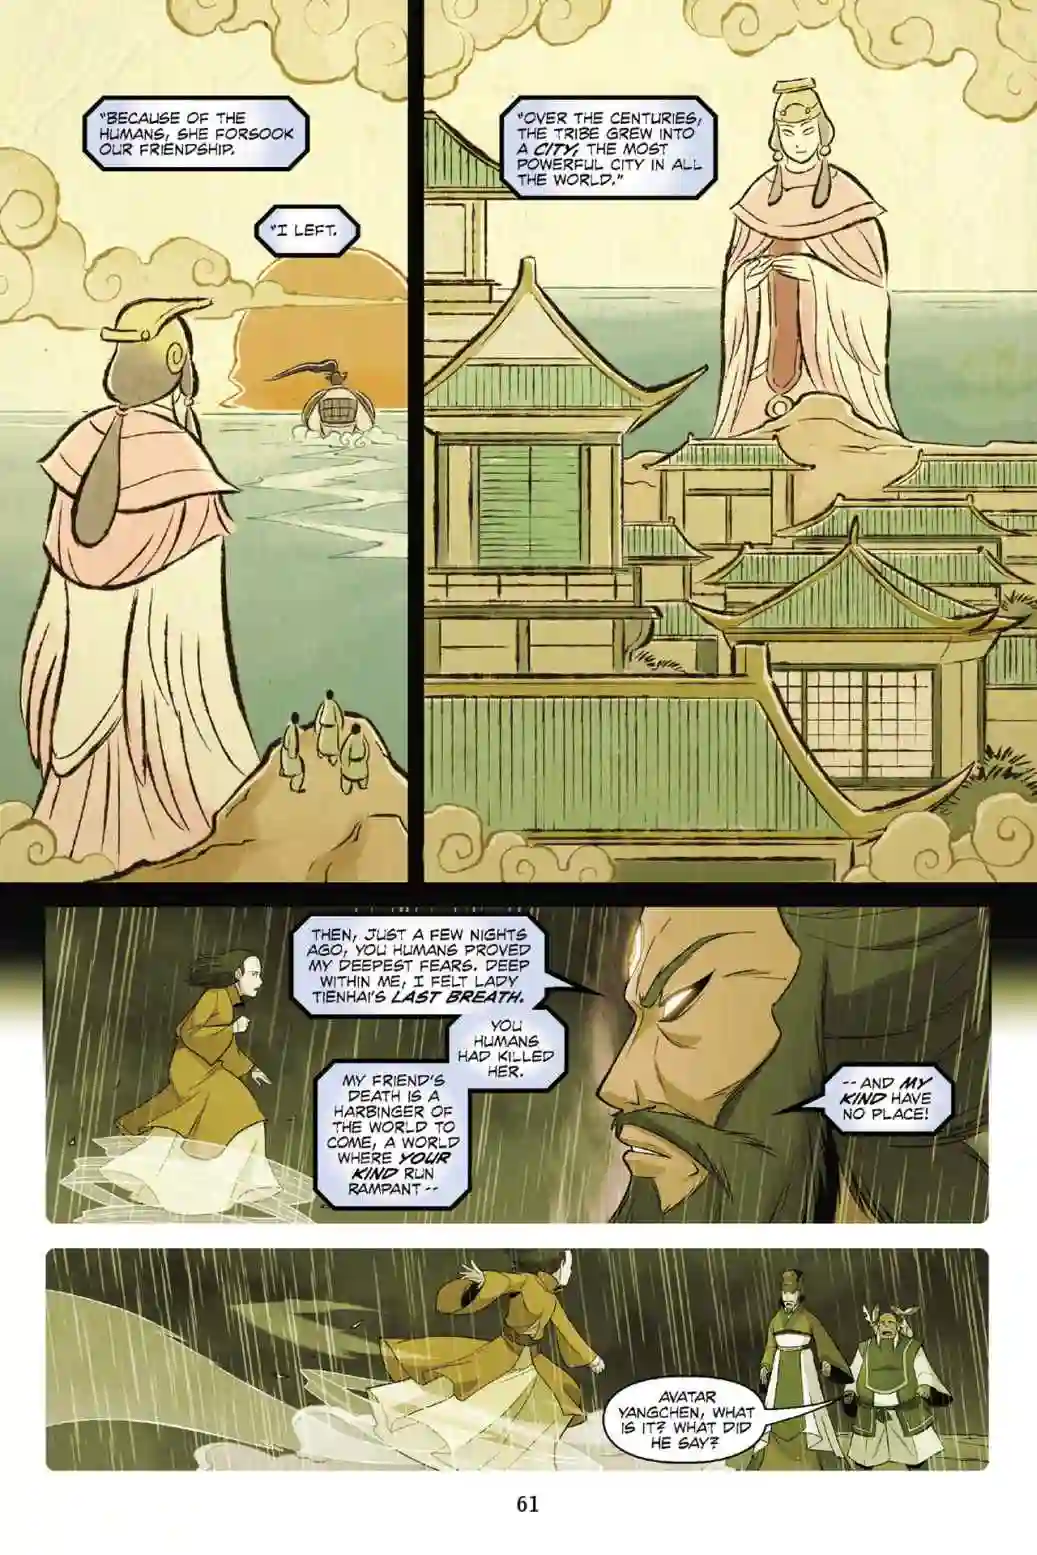 "BECAUSE OF THE
HUMANS, SHE FORSOOK
OUR FRIENDSHIP.
"I LEFT.
"OVER THE CENTURIES,
THE TRIBE GREW INTO
A CITY, THE MOST
POWERFUL CITY IN ALL
THE WORLD."
THEN, JUST A FEW NIGHTS
AGO, YOU HUMANS PROVED
MY DEEPEST FEARS. DEEP
WITHIN ME, I FELT LADY
TIENHAI'S LAST BREATH.
YOU
HUMANS
HAD KILLED
HER.
MY FRIEND'S
DEATH IS A
HARBINGER OF
THE WORLD TO
COME, A WORLD
WHERE YOUR
KIND RUN
RAMPANT --
-- AND MY
KIND HAVE
NO PLACE!
AVATAR
YANGCHEN, WHAT
IS IT? WHAT DID
HE SAY?
61